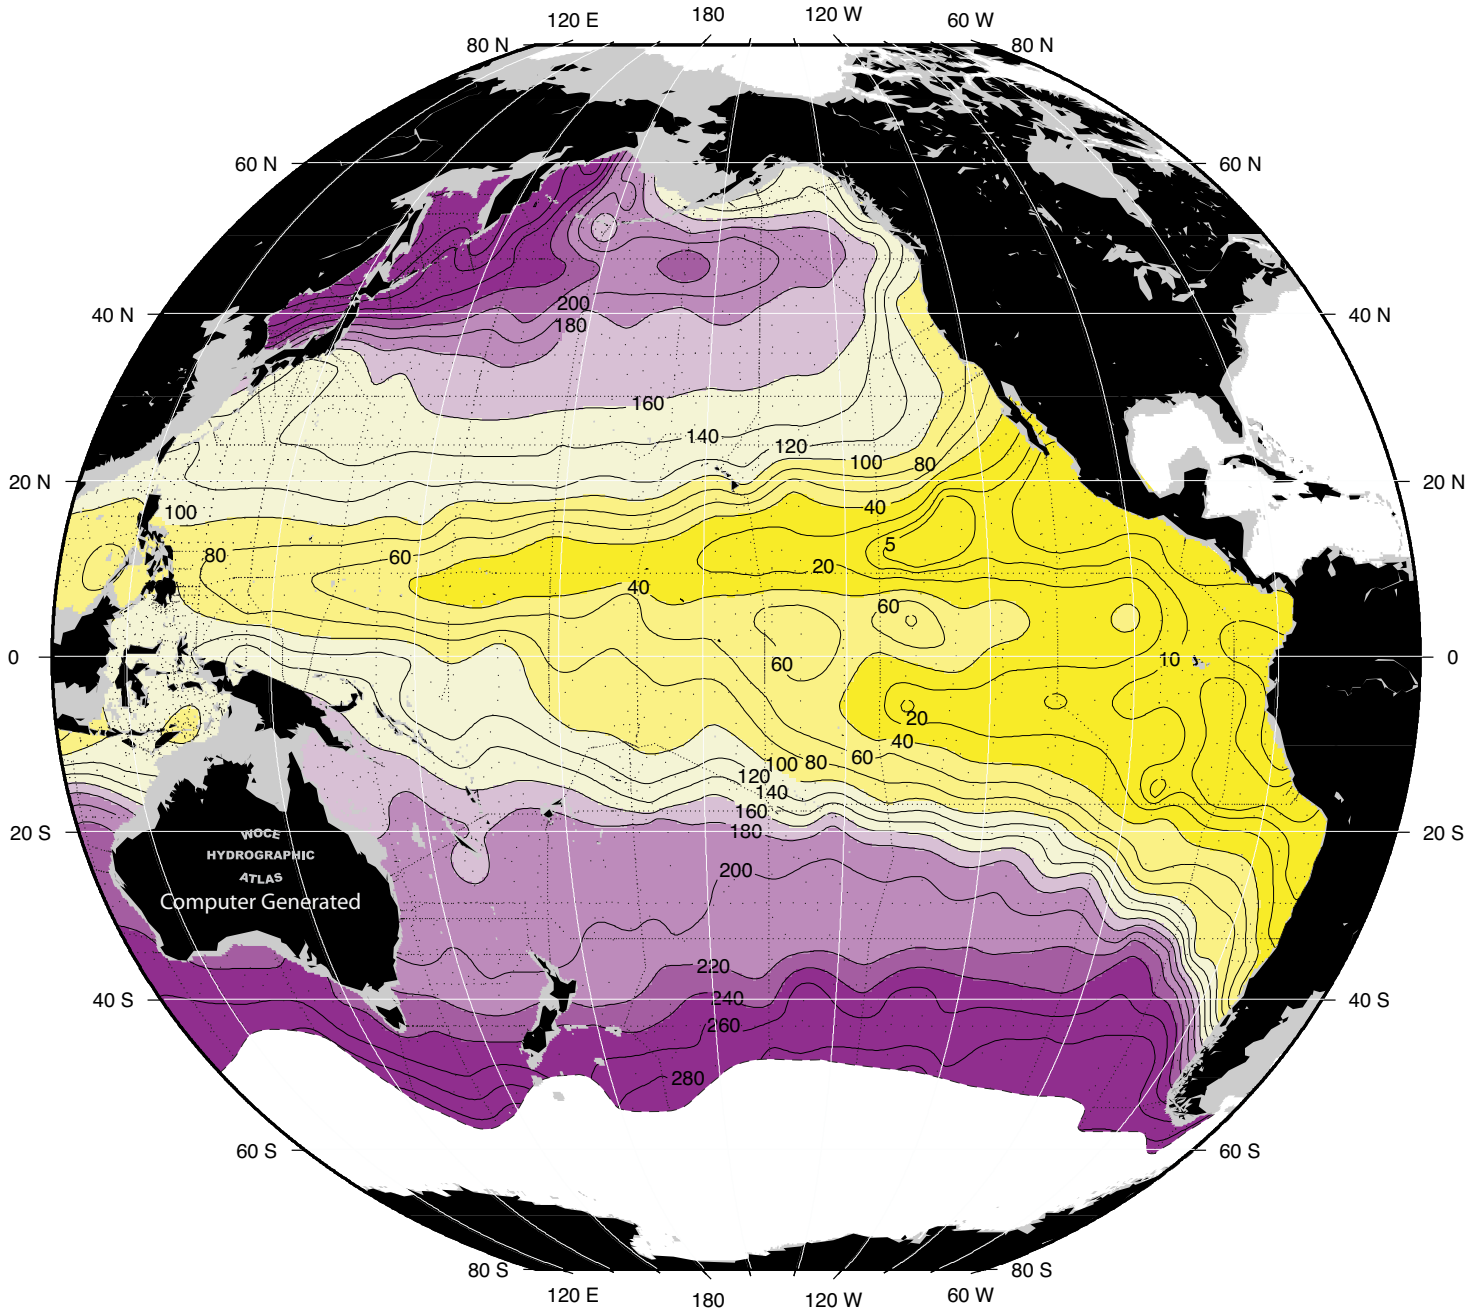 120 E 180 120 W 60 W
80 N 80 N
60 N 60 N
40 N 40 N
200
180
160
140
120
100
80
20 N 20 N
100
40
5
80
60
20
40
60
0 0
60
10
20
40
60
80
100
120
140
160
180
20 S 20 S
WOCE
HYDROGRAPHIC
ATLAS
Computer Generated
200
220
240
40 S 40 S
260
280
60 S 60 S
80 S 80 S
120 E 180 120 W 60 W